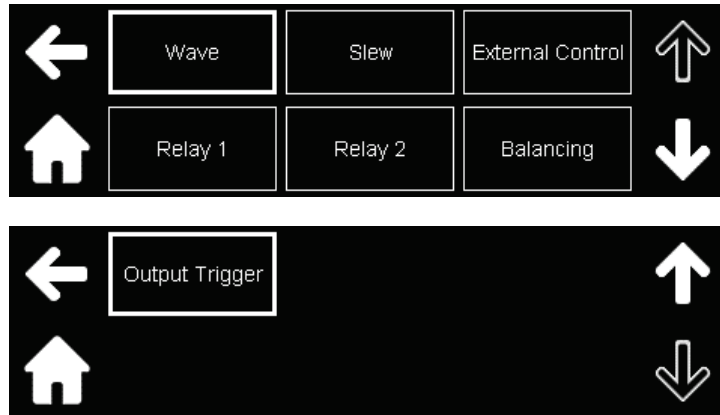 Wave
Slew
External Control
Relay 1
Relay 2
Balancing
Output Trigger